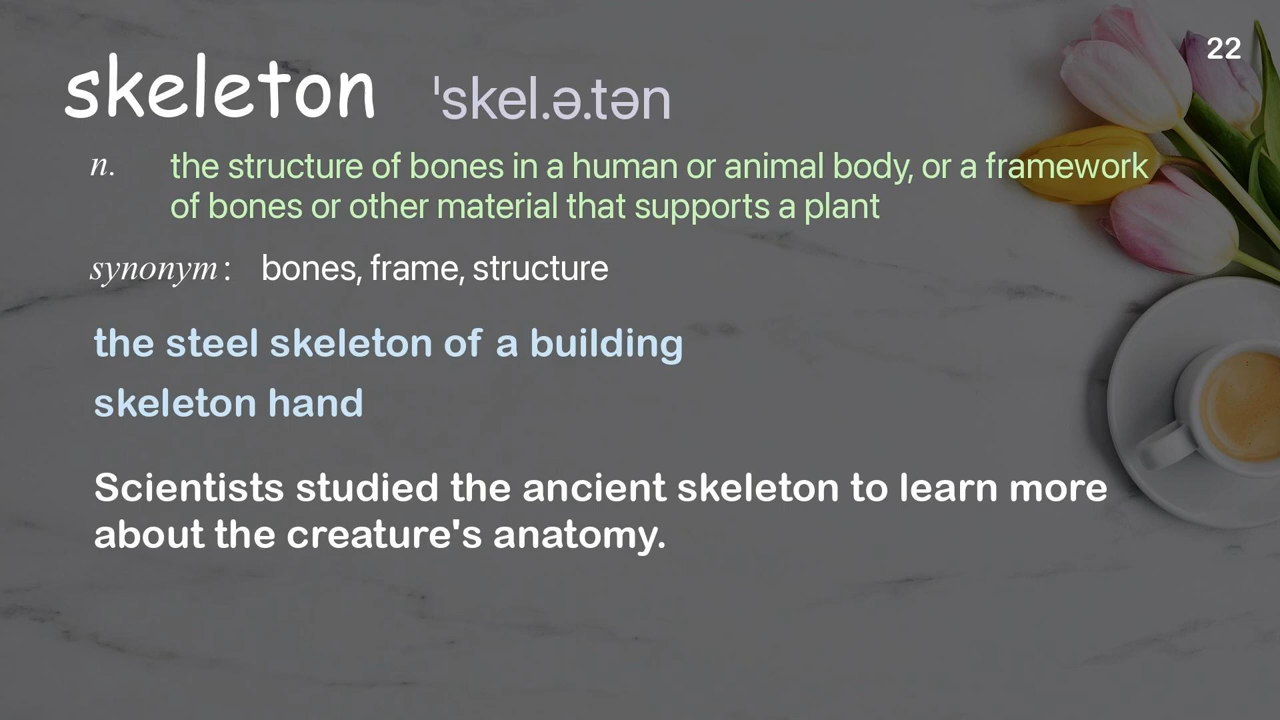 22
skeleton ˈskel.ə.tən
n. the structure of bones in a human or animal body, or a framework
of bones or other material that supports a plant
synonym: bones, frame, structure
the steel skeleton of a building
skeleton hand
Scientists studied the ancient skeleton to learn more
about the creature's anatomy.